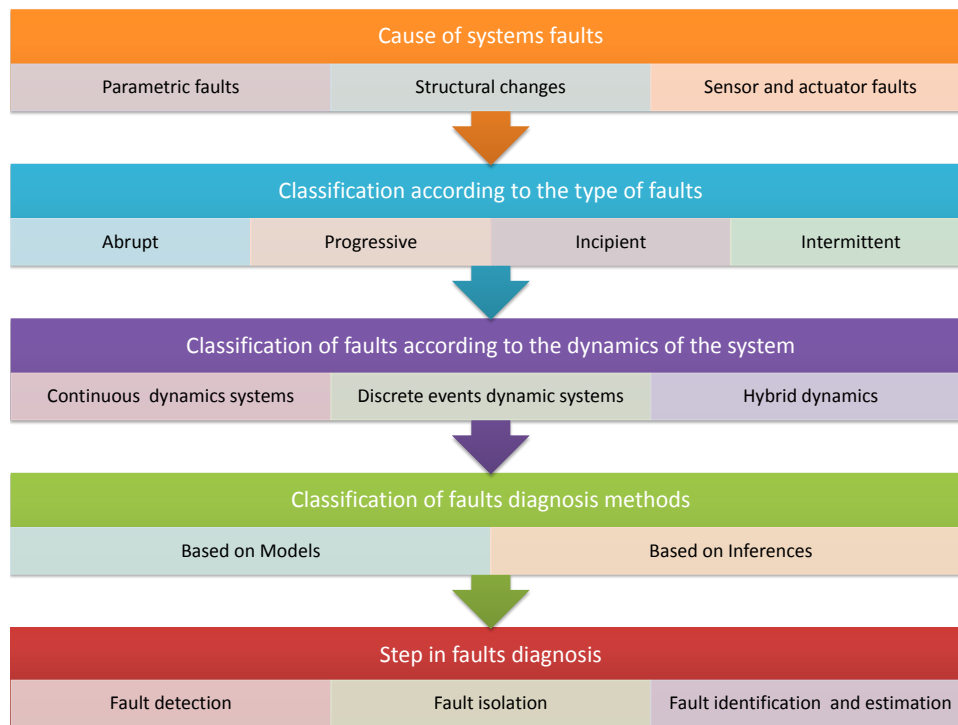 Cause of systems faults
Parametric faults
Structural changes
Sensor and actuator faults
Classification according to the type of faults
Abrupt
Progressive
Incipient
Intermittent
Classification of faults according to the dynamics of the system
Continuous dynamics systems
Discrete events dynamic systems
Hybrid dynamics
Classification of faults diagnosis methods
Based on Models
Based on Inferences
Step in faults diagnosis
Fault detection
Fault isolation
Fault identification and estimation